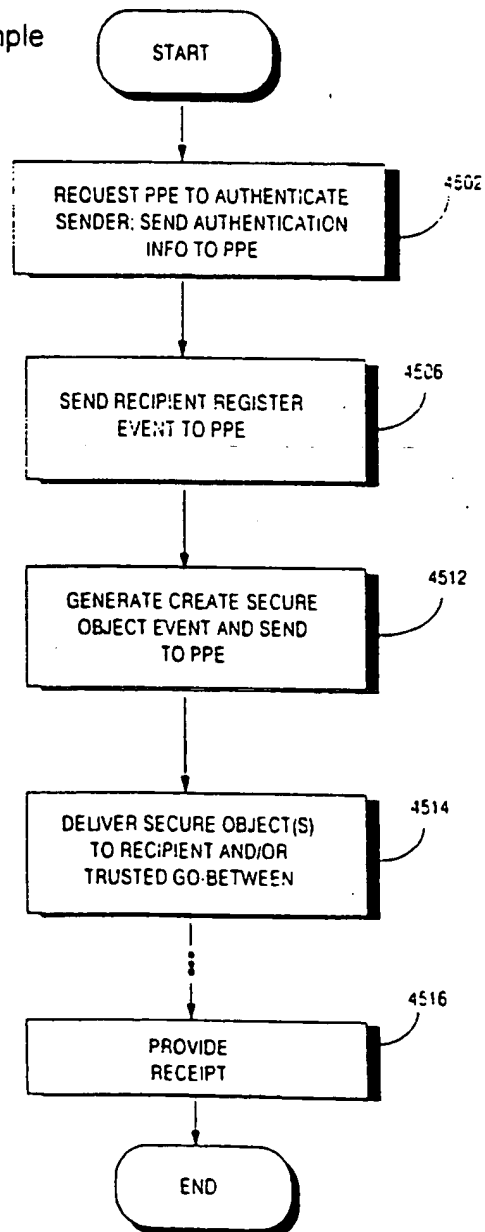 mple
START
REQUEST PPE TO AUTHENTICATE
SENDER; SEND AUTHENTICATION
INFO TO PPE
4502
SEND RECIPIENT REGISTER
EVENT TO PPE
4506
GENERATE CREATE SECURE
OBJECT EVENT AND SEND
TO PPE
4512
DELIVER SECURE OBJECT(S)
TO RECIPIENT AND/OR
TRUSTED GO-BETWEEN
4514
PROVIDE
RECEIPT
4516
END